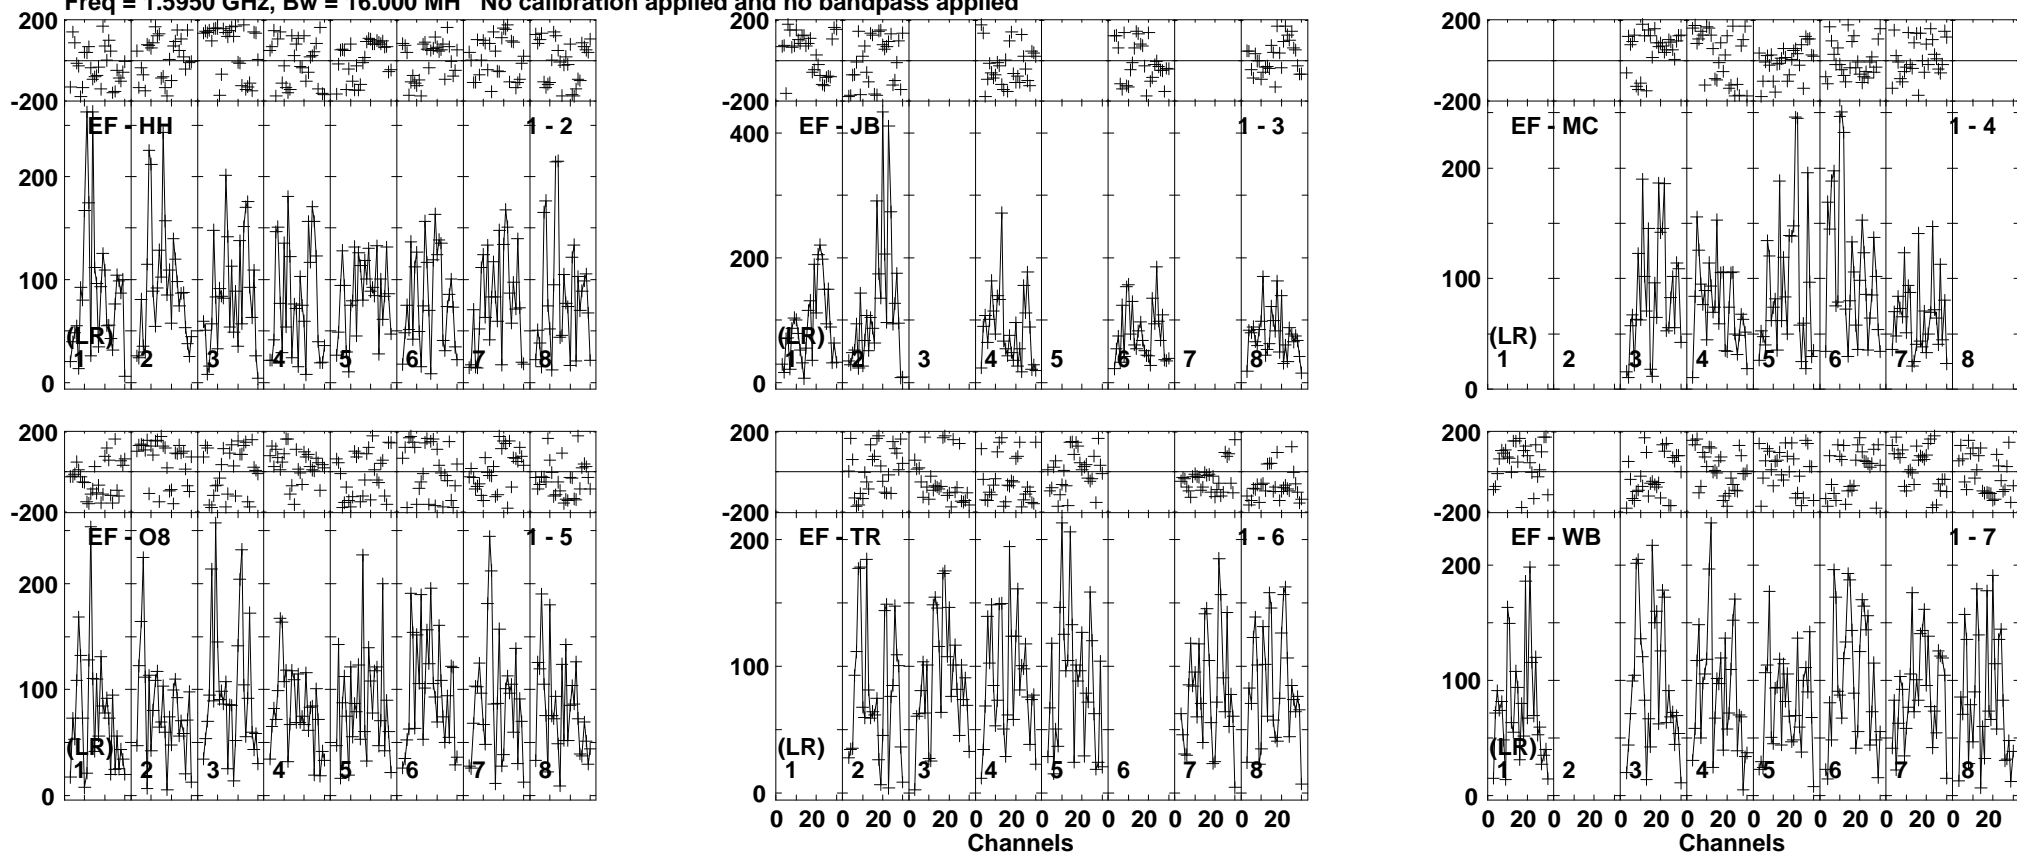 Freq = 1.5950 GHz, Bw = 16.000 MH No calibration applied and no bandpass applied
200 200 200
-200 -200 -200
EF - HH 1 - 2 EF - JB 1 - 3 EF - MC 1 - 4
400
200 200 200
100 100
(LR) (LR) (LR)
1 2 3 4 5 6 7 8 1 2 3 4 5 6 7 8 1 2 3 4 5 6 7 8
0 0 0
200 200 200
-200 -200 -200
EF - O8 1 - 5 EF - TR 1 - 6 EF - WB 1 - 7
200 200 200
100 100 100
(LR) (LR) (LR)
1 2 3 4 5 6 7 8 1 2 3 4 5 6 7 8 1 2 3 4 5 6 7 8
0 0 0
0 20 0 20 0 20 0 20 0 20 0 20 0 20 0 20 0 20 0 20 0 20 0 20 0 20 0 20 0 20 0 20
Channels Channels